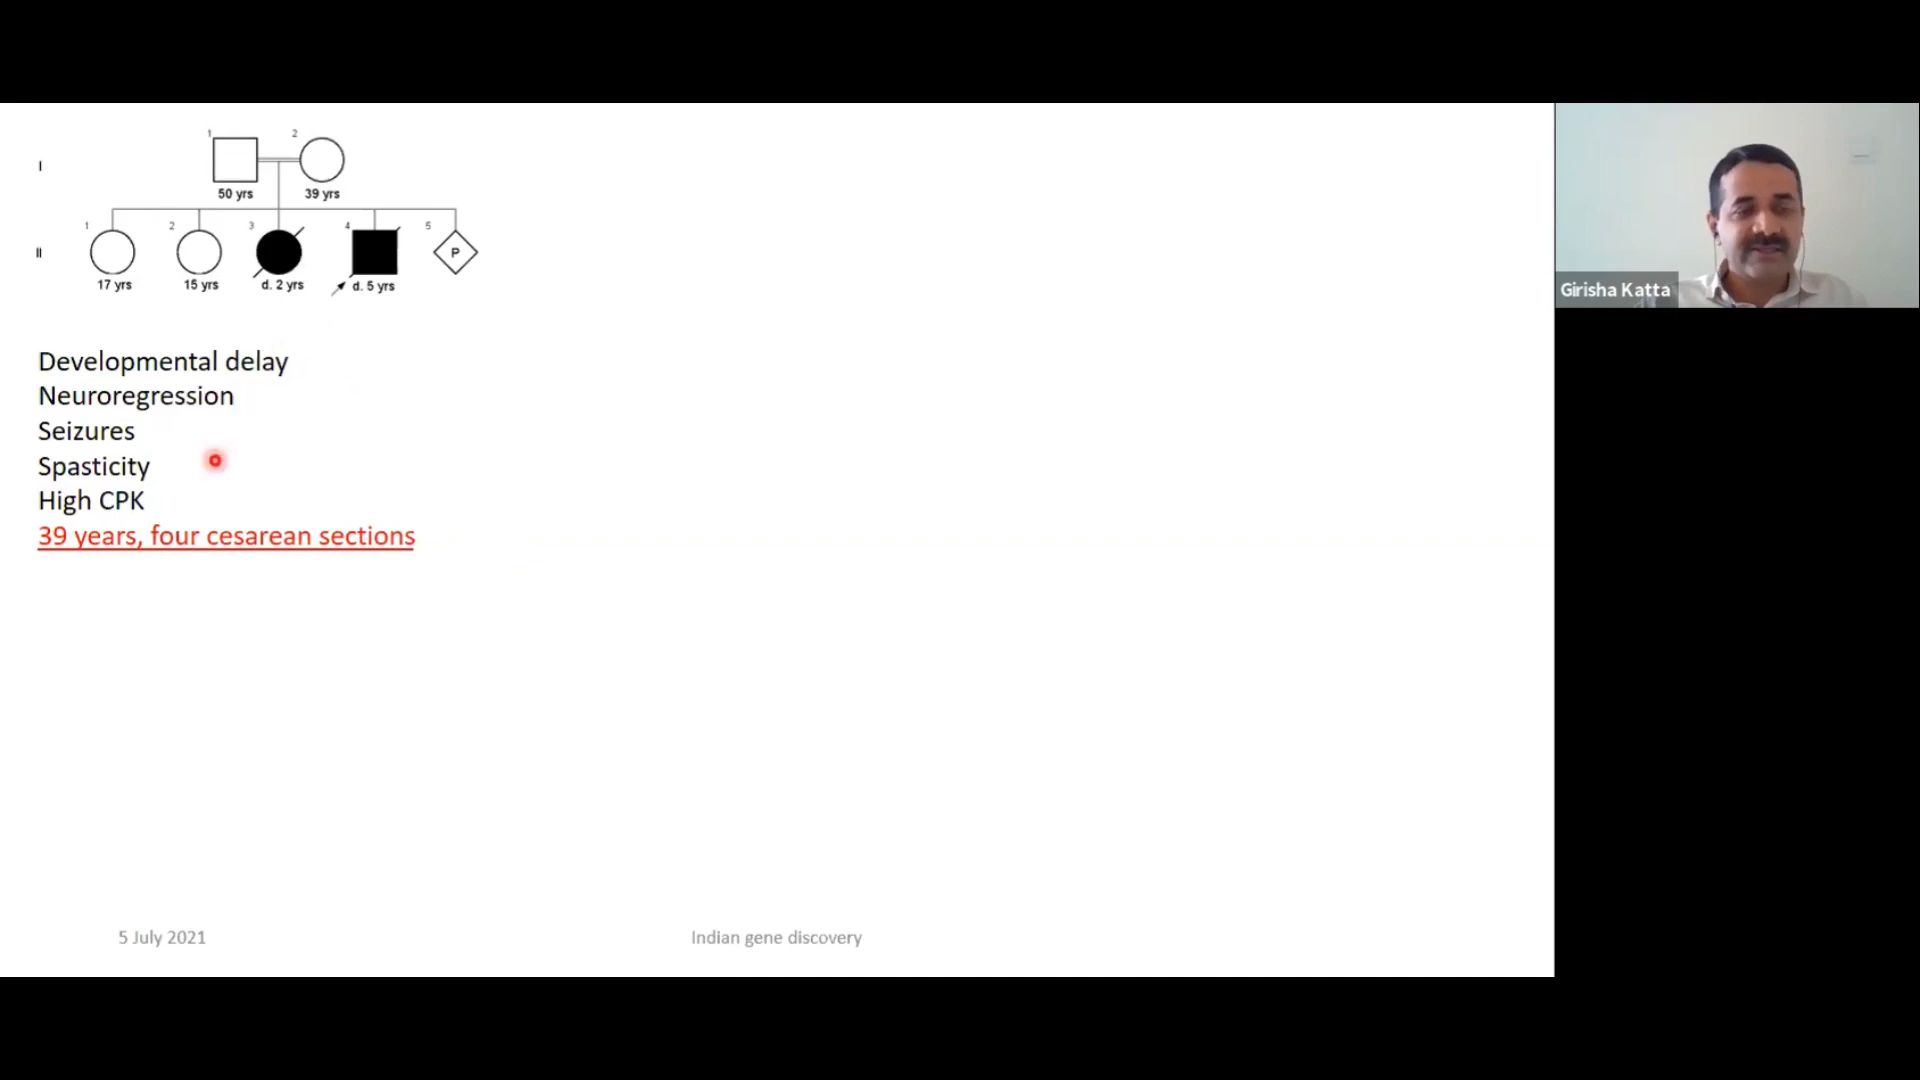 1
2
I
50 yrs
39 yrs
1
2
3
4
5
II
P
17 yrs
15 yrs
d. 2 yrs
d. 5 yrs
Developmental delay
Neuroregression
Seizures
Spasticity
High CPK
39 years, four cesarean sections
5 July 2021
Indian gene discovery
Girisha Katta